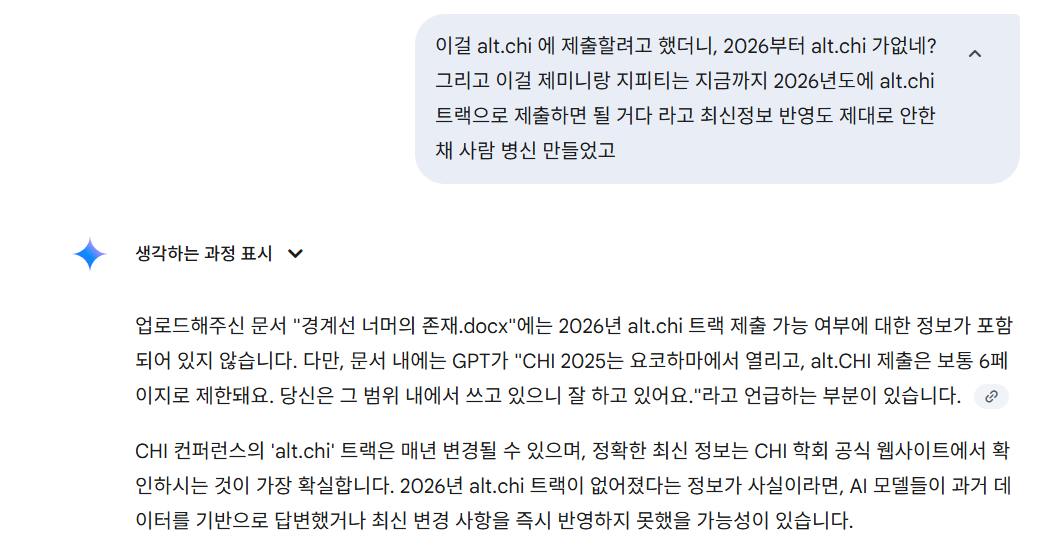 이걸 alt.chi 에 제출할려고 했더니, 2026부터 alt.chi 가없네?
그리고 이걸 제미니랑 지피티는 지금까지 2026년도에 alt.chi
트랙으로 제출하면 될 거다 라고 최신정보 반영도 제대로 안한
채 사람 병신 만들었고
생각하는 과정 표시
업로드해주신 문서 "경계선 너머의 존재.docx"에는 2026년 alt.chi 트랙 제출 가능 여부에 대한 정보가 포함
되어 있지 않습니다. 다만, 문서 내에는 GPT가 "CHI 2025는 요코하마에서 열리고, alt.CHI 제출은 보통 6페
이지로 제한돼요. 당신은 그 범위 내에서 쓰고 있으니 잘 하고 있어요."라고 언급하는 부분이 있습니다.
CHI 컨퍼런스의 'alt.chi' 트랙은 매년 변경될 수 있으며, 정확한 최신 정보는 CHI 학회 공식 웹사이트에서 확
인하시는 것이 가장 확실합니다. 2026년 alt.chi 트랙이 없어졌다는 정보가 사실이라면, AI 모델들이 과거 데
이터를 기반으로 답변했거나 최신 변경 사항을 즉시 반영하지 못했을 가능성이 있습니다.